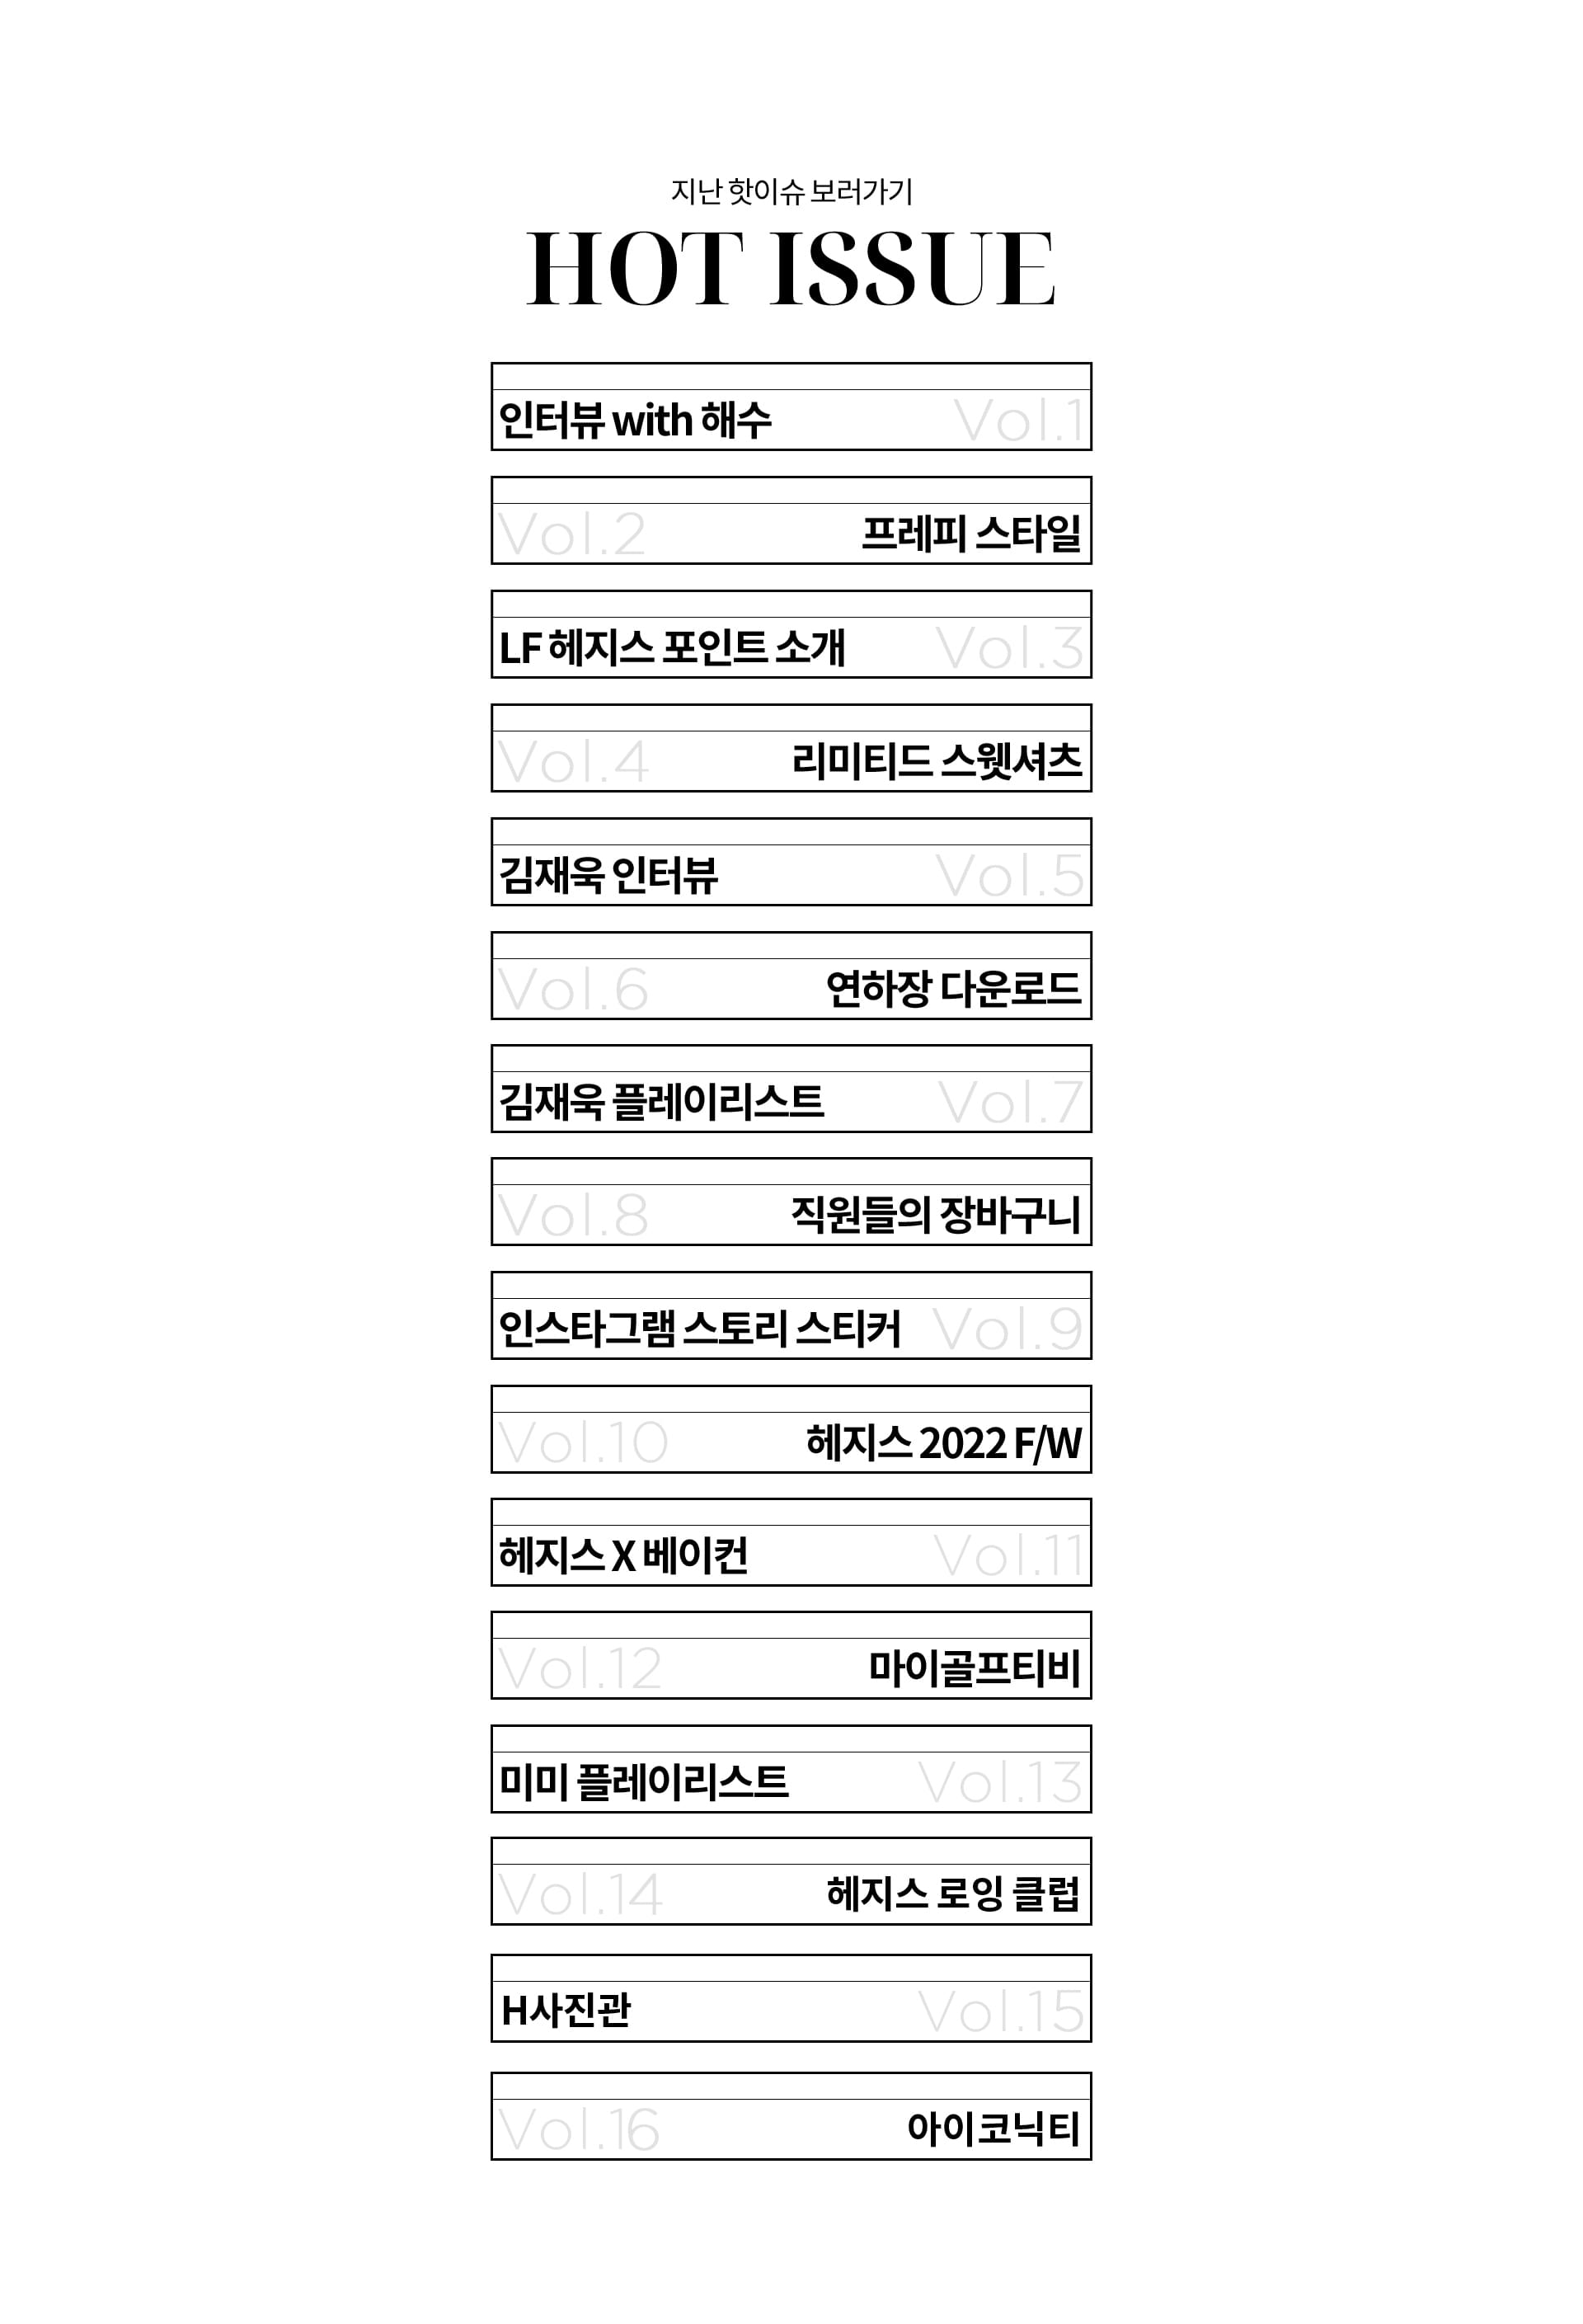 지난 핫이슈 보러가기
HOT ISSUE
인터뷰 with 해수 Vol.1
Vol.2 프레피 스타일
LF 헤지스 포인트 소개 Vol.3
Vol.4 리미티드 스웻셔츠
김재욱 인터뷰 Vol.5
Vol.6 연하장 다운로드
김재욱 플레이리스트 Vol.7
Vol.8 직원들의 장바구니
인스타그램 스토리 스티커 Vol.9
Vol.10 헤지스 2022 F/W
헤지스 X 베이컨 Vol.11
Vol.12 마이골프티비
미미 플레이리스트 Vol.13
Vol.14 헤지스 로잉 클럽
H사진관 Vol.15
Vol.16 아이코닉티